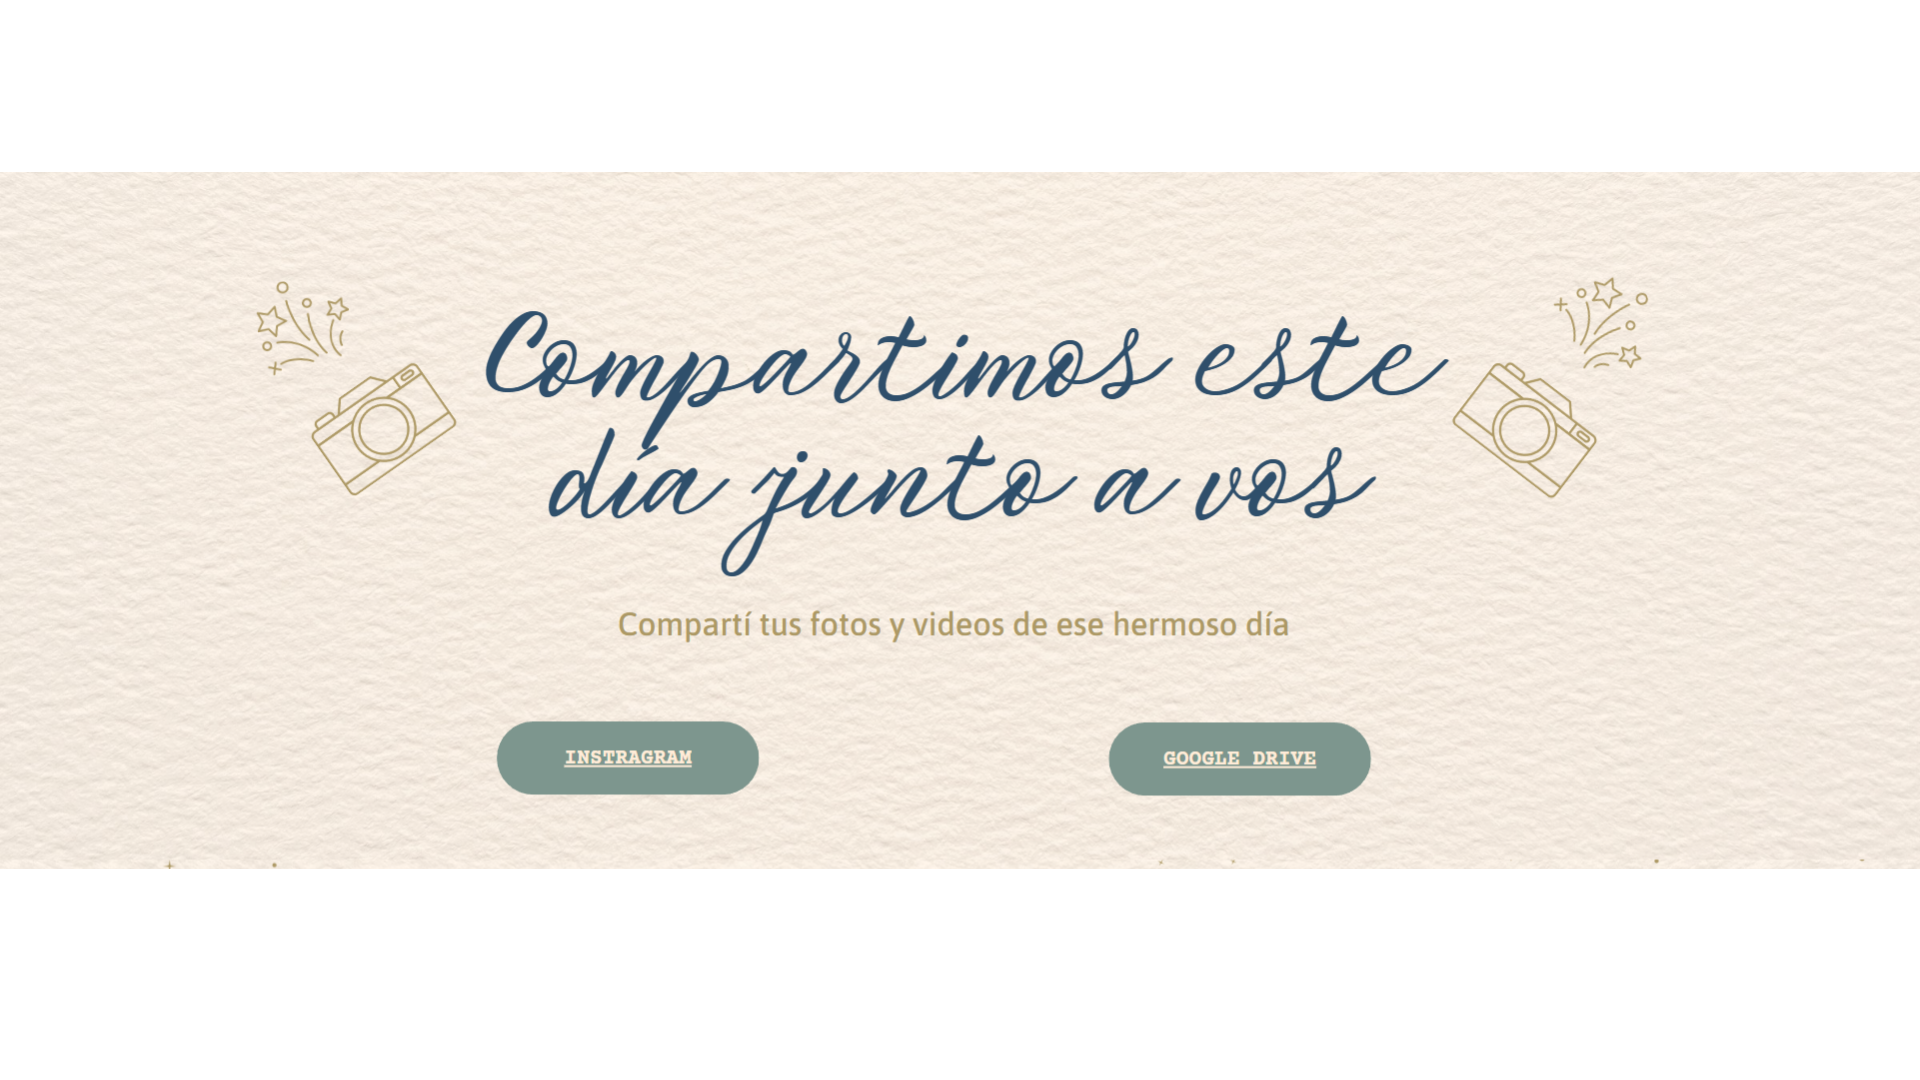 Compartimos este
día junto a vos
Compartí tus fotos y videos de ese hermoso día
INSTRAGRAM
GOOGLE DRIVE